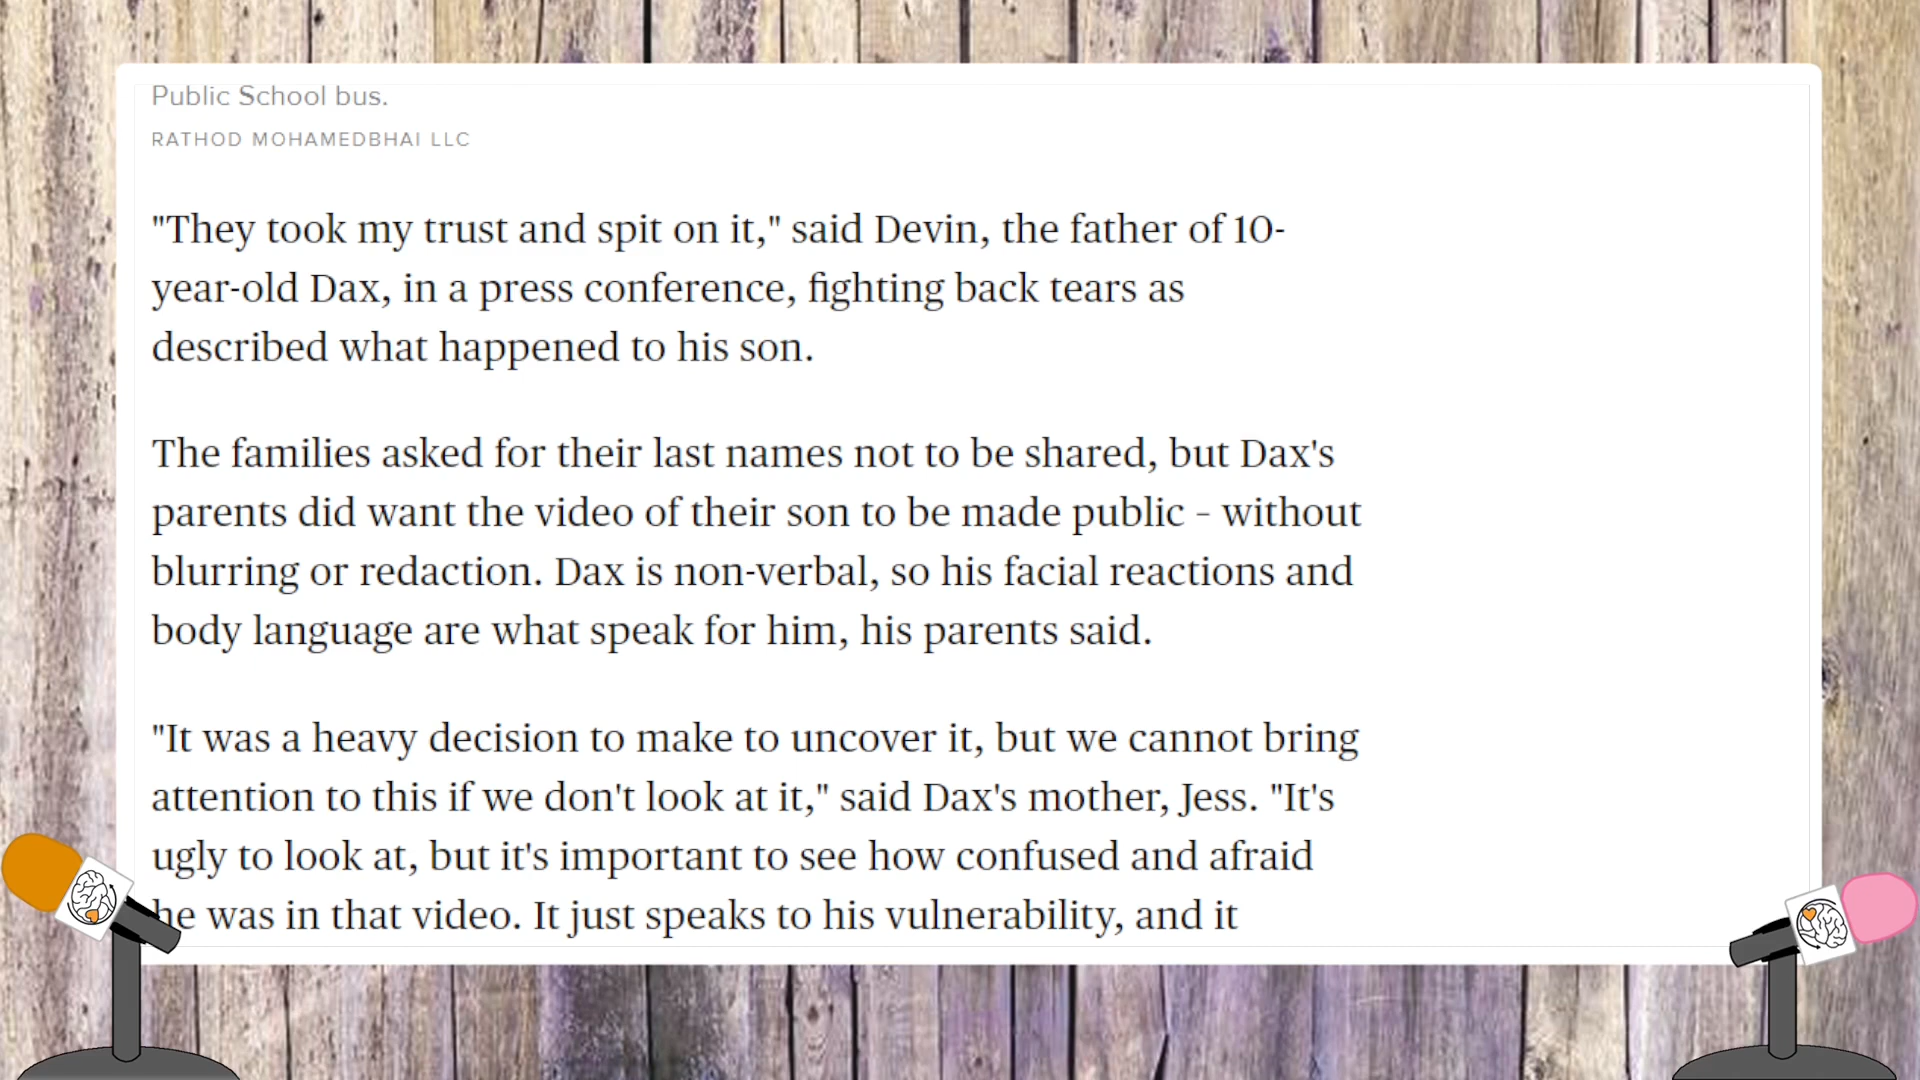 Public School bus.
RATHOD MOHAMEDBHAI LLC
"They took my trust and spit on it," said Devin, the father of 10-
year-old Dax, in a press conference, fighting back tears as
described what happened to his son.
The families asked for their last names not to be shared, but Dax's
parents did want the video of their son to be made public – without
blurring or redaction. Dax is non-verbal, so his facial reactions and
body language are what speak for him, his parents said.
"It was a heavy decision to make to uncover it, but we cannot bring
attention to this if we don't look at it," said Dax's mother, Jess. "It's
ugly to look at, but it's important to see how confused and afraid
he was in that video. It just speaks to his vulnerability, and it